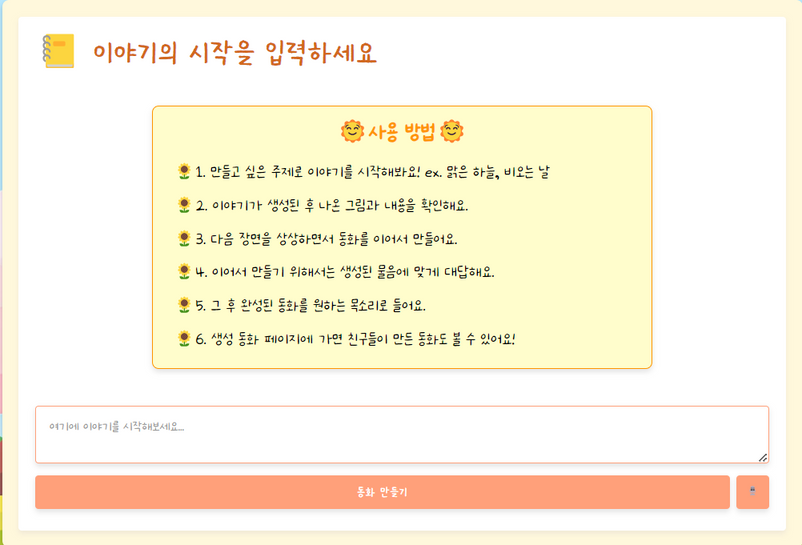 이야기의 시작을 입력하세요
사용 방법
1. 만들고 싶은 주제로 이야기를 시작해봐요! ex. 맑은 하늘, 비오는 날
2. 이야기가 생성된 후 나온 그림과 내용을 확인해요.
3. 다음 장면을 상상하면서 동화를 이어서 만들어요.
4. 이어서 만들기 위해서는 생성된 물음에 맞게 대답해요.
5. 그 후 완성된 동화를 원하는 목소리로 들어요.
6. 생성 동화 페이지에 가면 친구들이 만든 동화도 볼 수 있어요!
여기에 이야기를 시작해보세요...
동화 만들기